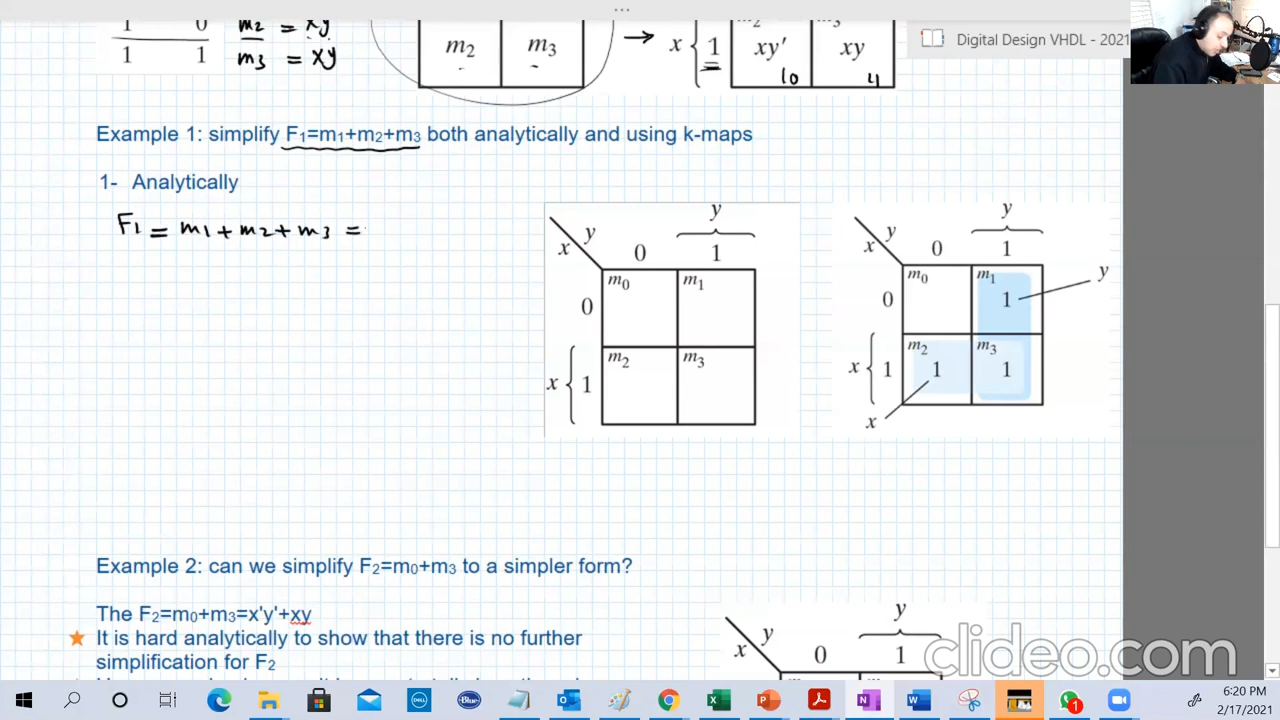 1 0 m2 = xy'
1 1 m3 = xy
m2 m3 → x { 1 xy' 10 xy 11
Digital Design VHDL - 2021
Example 1: simplify F1=m1+m2+m3 both analytically and using k-maps
1- Analytically
F1 = m1 + m2 + m3 =
y
x y 0 1
0 m0 m1
x { 1 m2 m3
y
x y 0 1
y
0 m0 m1 1
x { 1 m2 1 m3 1
x
Example 2: can we simplify F2=m0+m3 to a simpler form?
The F2=m0+m3=x'y'+xy
★ It is hard analytically to show that there is no further
simplification for F2
y
x y 0 1
clideo.com
6:20 PM
2/17/2021